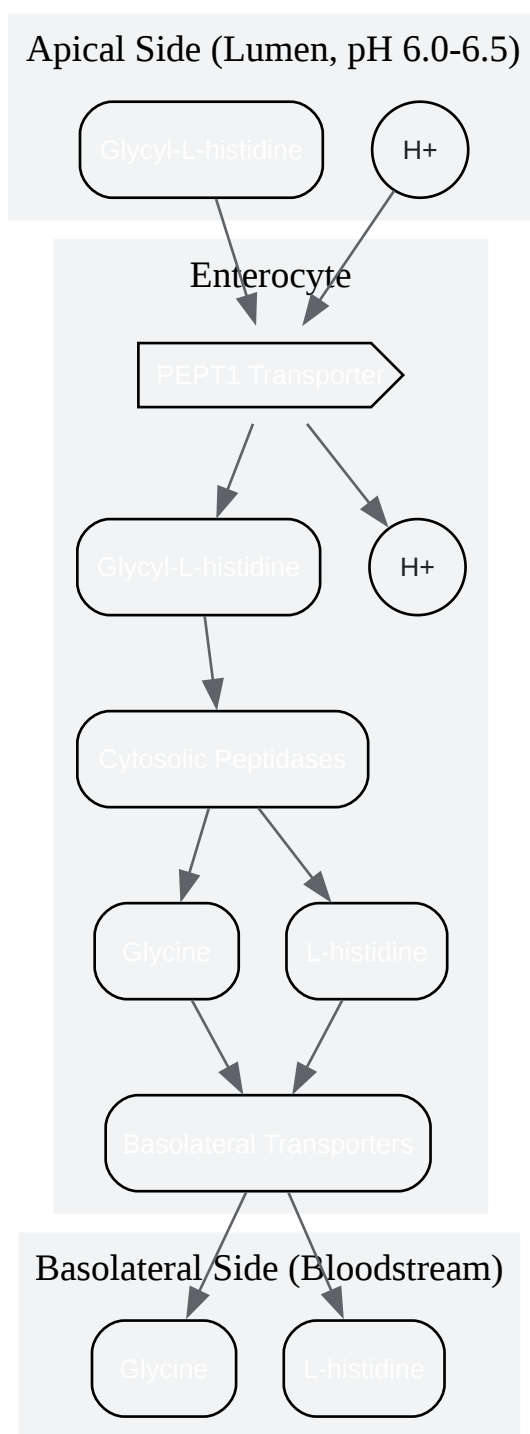 Apical Side (Lumen, pH 6.0-6.5)
Glycyl-L-histidine
H+
Enterocyte
PEPT1 Transporter
Glycyl-L-histidine
H+
Cytosolic Peptidases
Glycine
L-histidine
Basolateral Transporters
Basolateral Side (Bloodstream)
Glycine
L-histidine